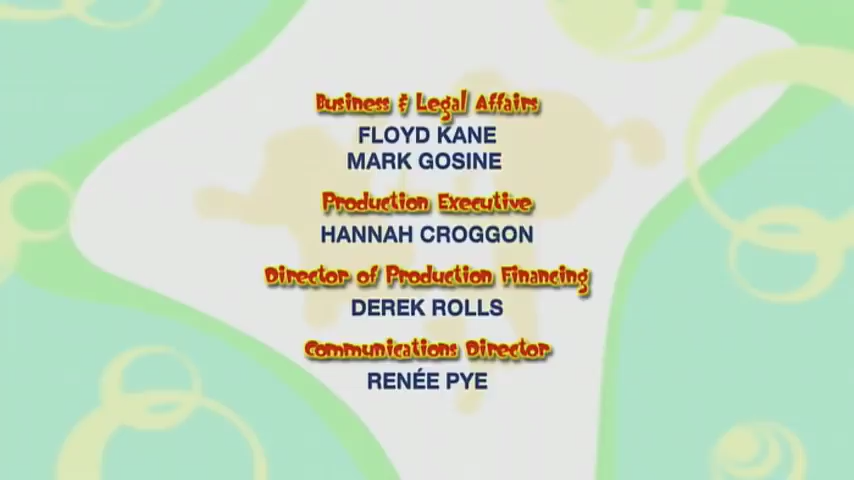 Business & Legal Affairs
FLOYD KANE
MARK GOSINE
Production Executive
HANNAH CROGGON
Director of Production Financing
DEREK ROLLS
Communications Director
RENÉE PYE